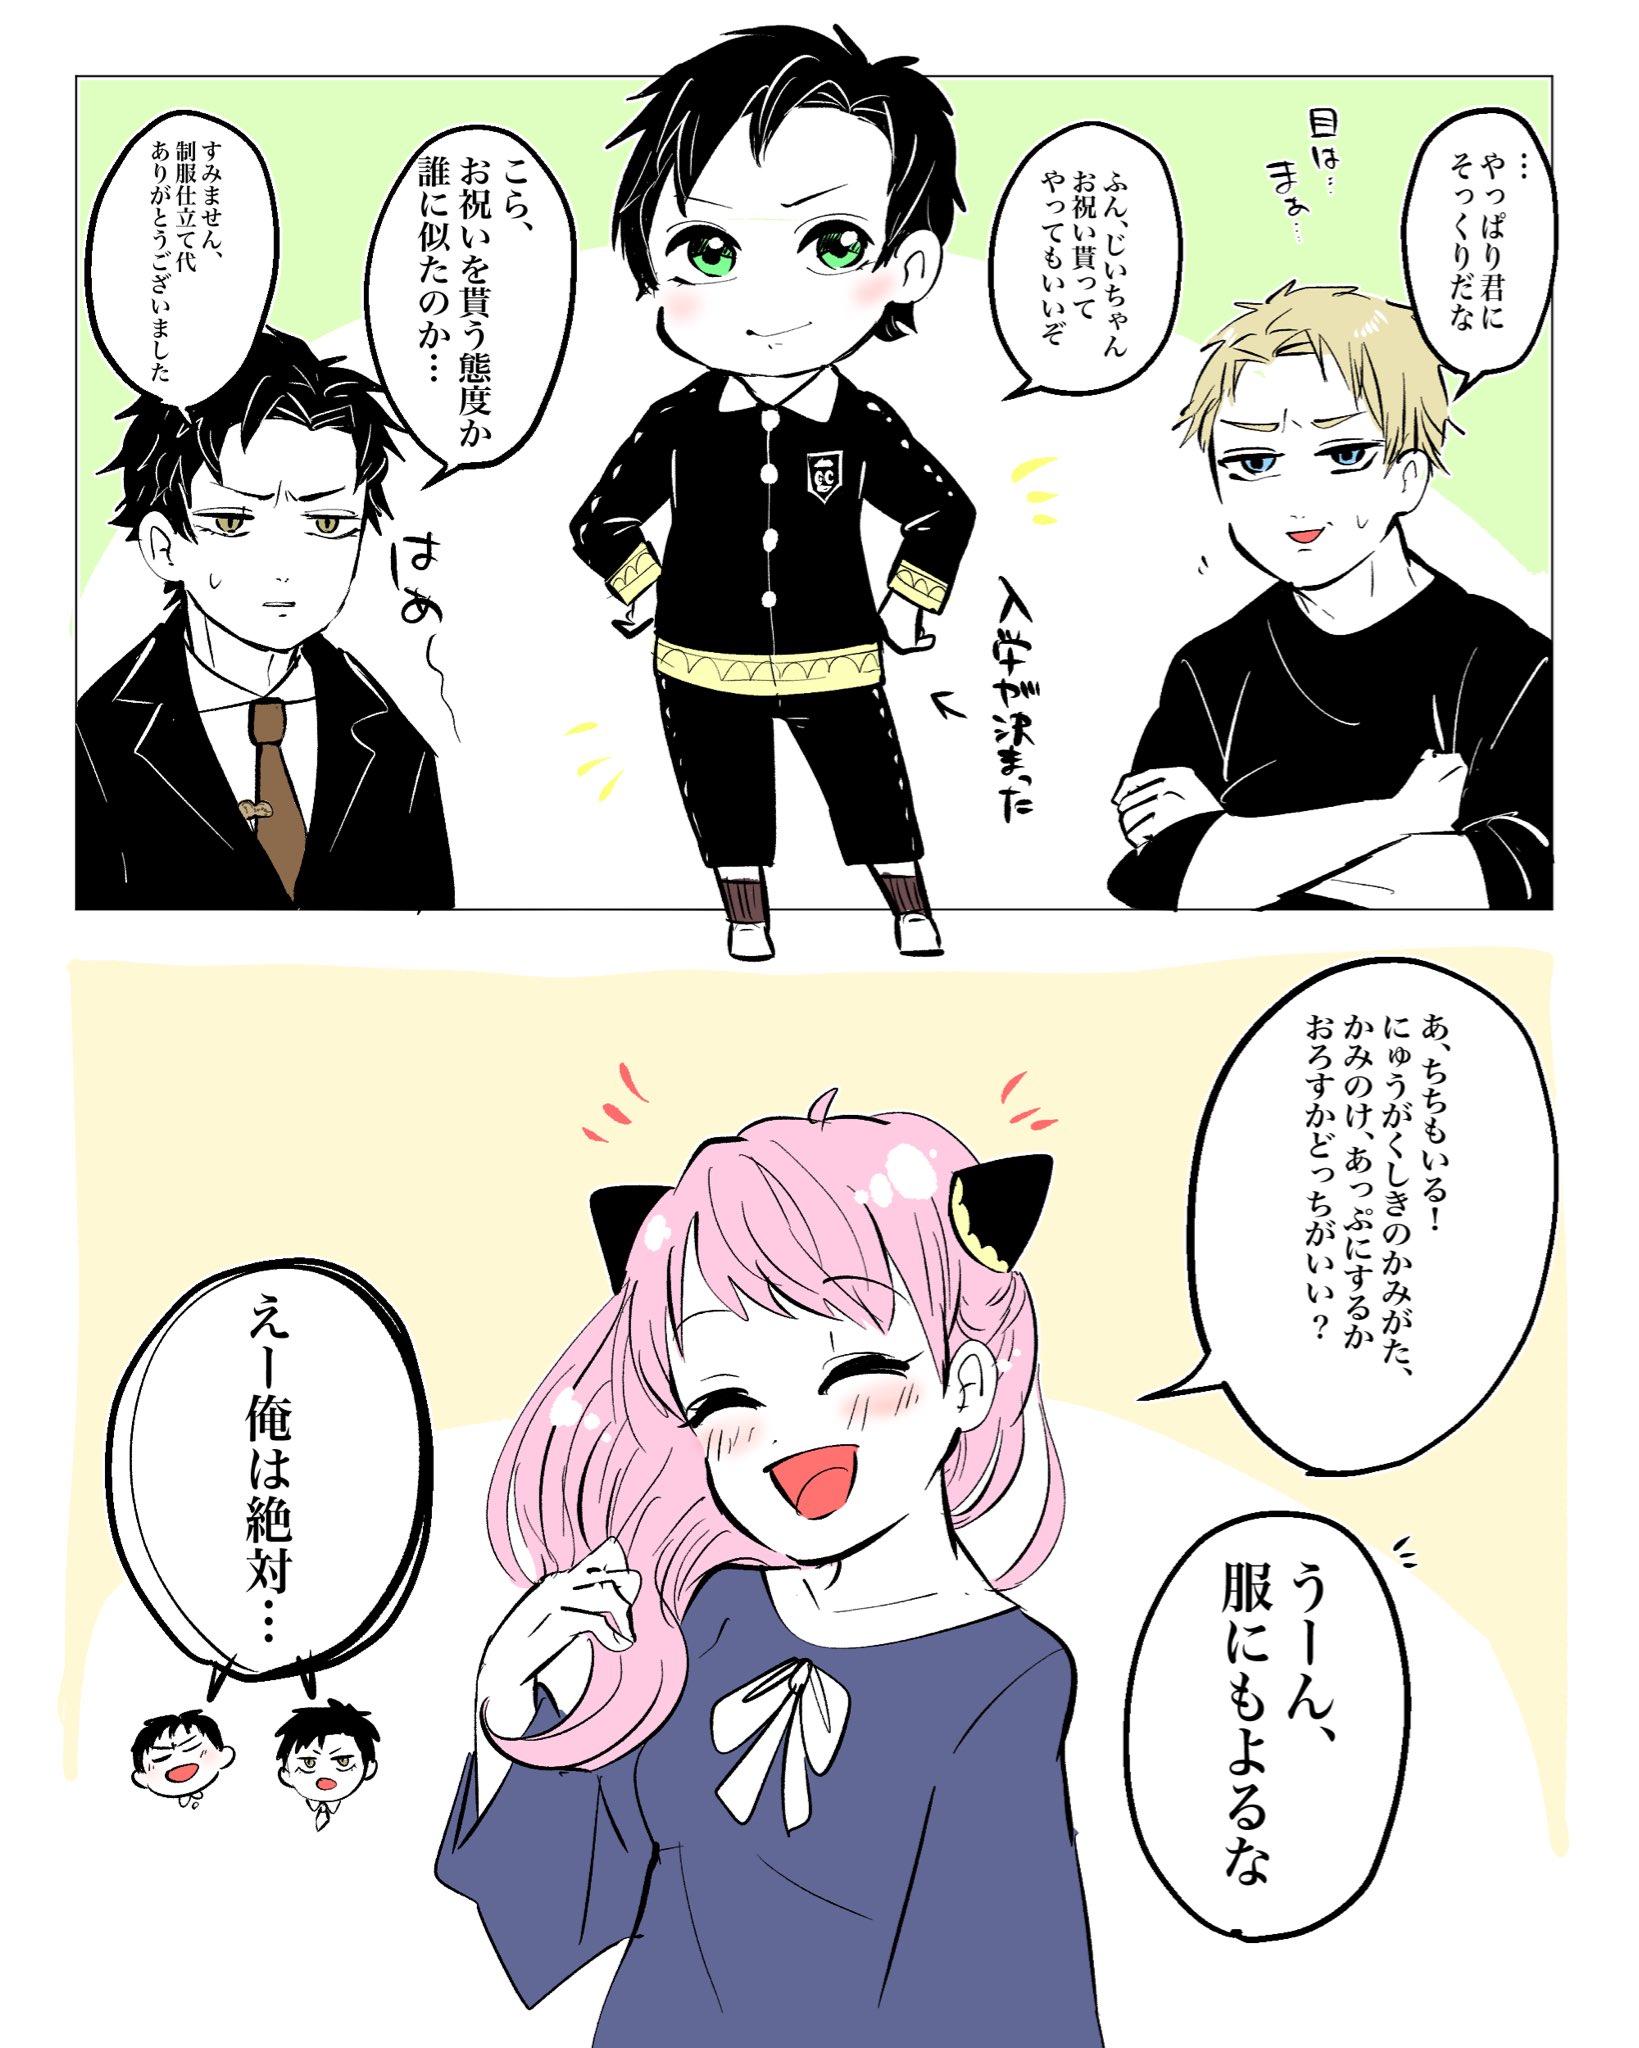 …
やっぱり君に
そっくりだな
目は…
まぁ…
ふん、じいちゃん
お祝い貰って
やってもいいぞ
入学が決まった
こら、
お祝いを貰う態度か
誰に似たのか…
はぁ〜
すみません、
制服仕立て代
ありがとうございました
あ、ちちもいる！
にゅうがくしきのかみがた、
かみのけ、あっぷにするか
おろすかどっちがいい？
うーん、
服にもよるな
えー俺は絶対…